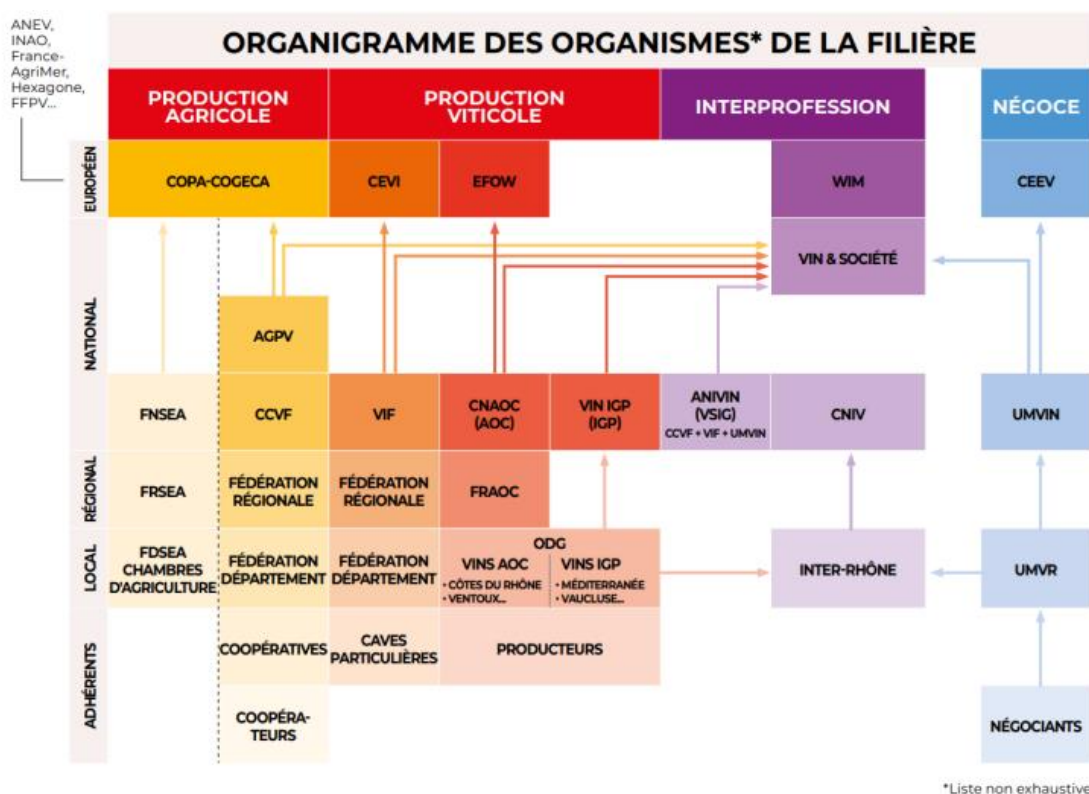 ANEV,
INAO,
France-
AgriMer,
Hexagone,
FFPV...
ORGANIGRAMME DES ORGANISMES* DE LA FILIÈRE
PRODUCTION
AGRICOLE
PRODUCTION
VITICOLE
INTERPROFESSION
NÉGOCE
EUROPÉEN
COPA-COGECA
CEVI
EFOW
WIM
CEEV
NATIONAL
VIN & SOCIÉTÉ
AGPV
FNSEA
CCVF
VIF
CNAOC
(AOC)
VIN IGP
(IGP)
ANIVIN
(VSIG)
CCVF + VIF + UMVIN
CNIV
UMVIN
RÉGIONAL
FRSEA
FÉDÉRATION
RÉGIONALE
FÉDÉRATION
RÉGIONALE
FRAOC
LOCAL
FDSEA
CHAMBRES
D'AGRICULTURE
FÉDÉRATION
DÉPARTEMENT
FÉDÉRATION
DÉPARTEMENT
ODG
VINS AOC
• CÔTES DU RHÔNE
• VENTOUX...
VINS IGP
• MÉDITERRANÉE
• VAUCLUSE...
INTER-RHÔNE
UMVR
ADHÉRENTS
COOPÉRATIVES
CAVES
PARTICULIÈRES
PRODUCTEURS
COOPÉRA-
TEURS
NÉGOCIANTS
*Liste non exhaustive